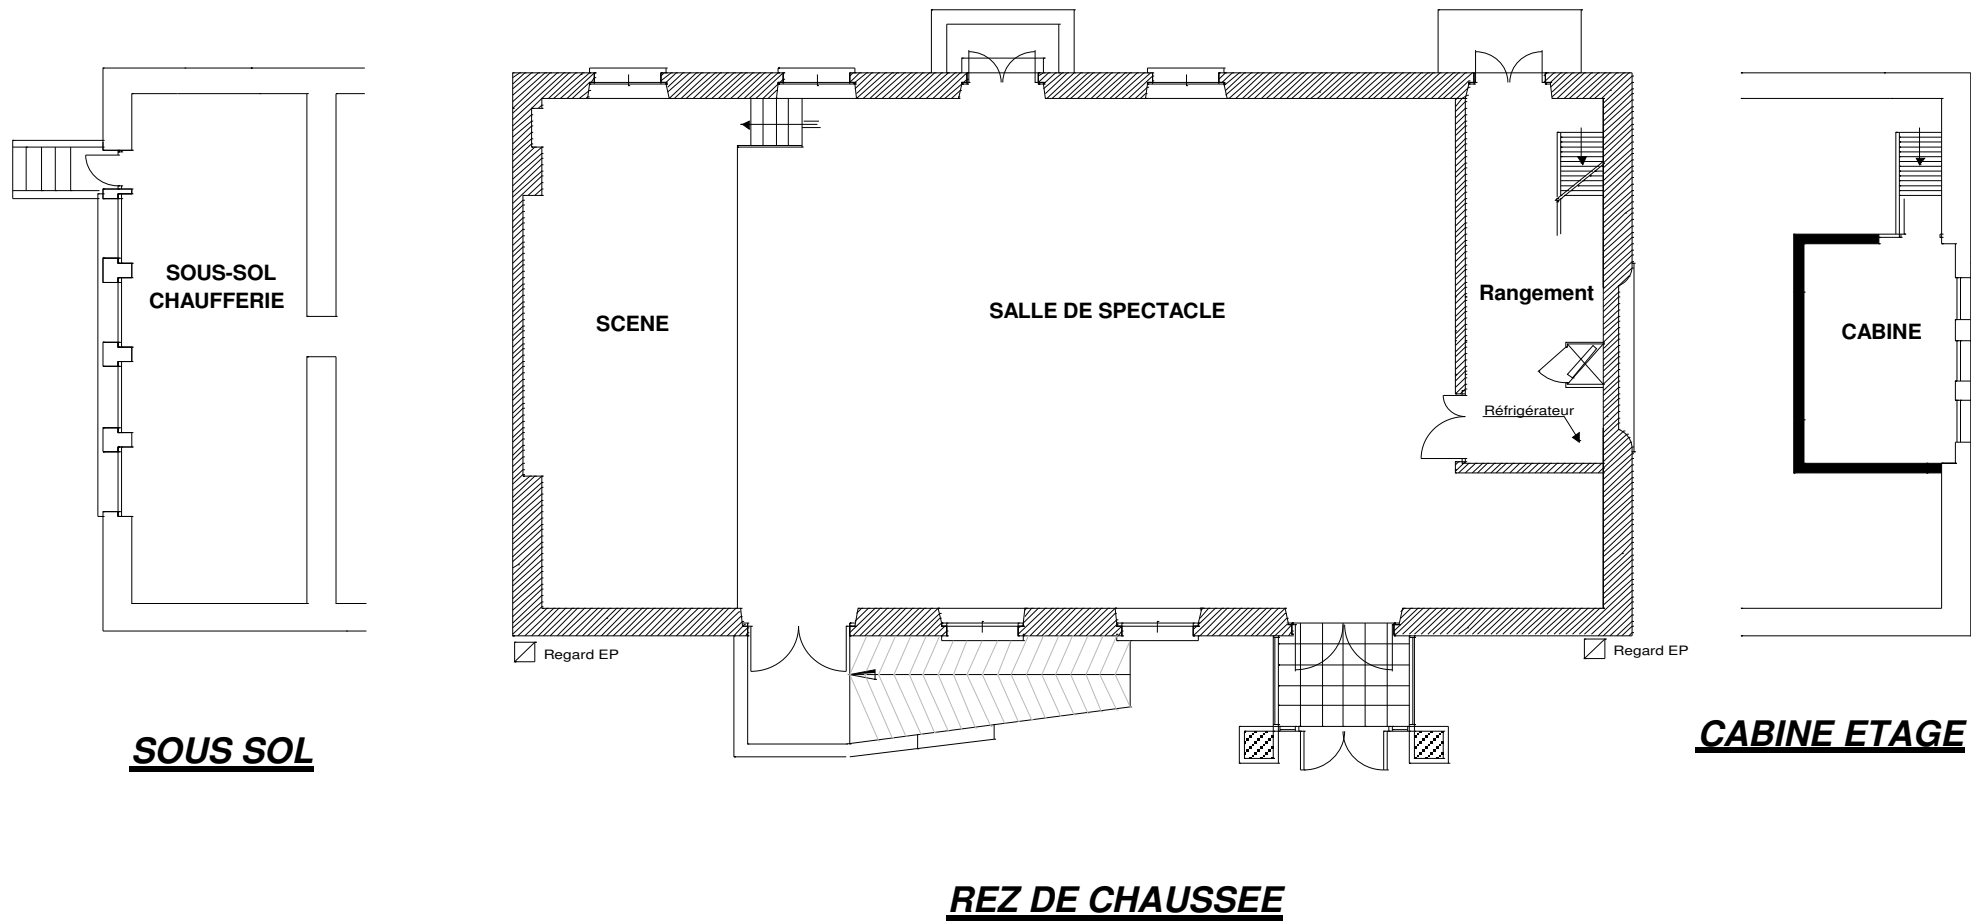 SOUS-SOL
CHAUFFERIE
SCENE
SALLE DE SPECTACLE
Rangement
Réfrigérateur
CABINE
Regard EP
Regard EP
SOUS SOL
CABINE ETAGE
REZ DE CHAUSSEE